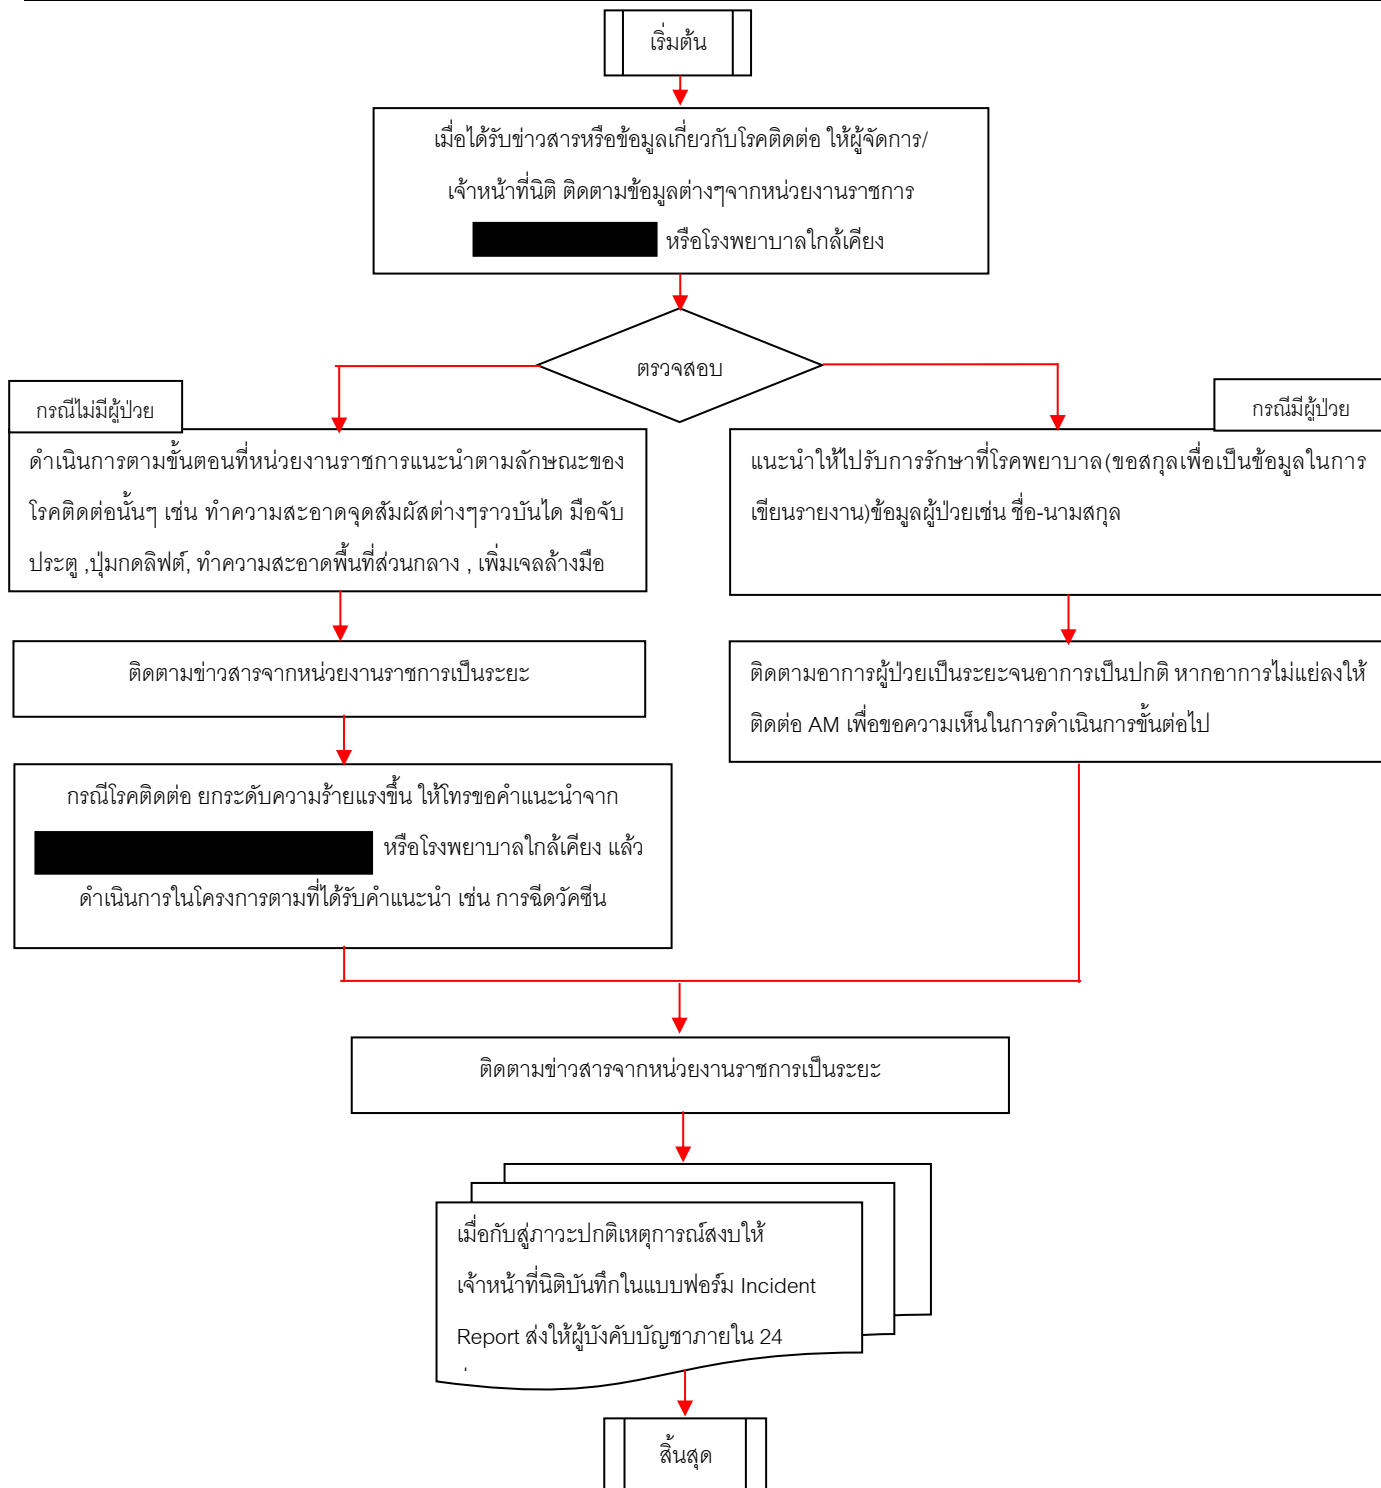 เริ่มต้น
เมื่อได้รับข่าวสารหรือข้อมูลเกี่ยวกับโรคติดต่อ ให้ผู้จัดการ/
เจ้าหน้าที่นิติ ติดตามข้อมูลต่างๆจากหน่วยงานราชการ
หรือโรงพยาบาลใกล้เคียง
ตรวจสอบ
กรณีไม่มีผู้ป่วย
ดำเนินการตามขั้นตอนที่หน่วยงานราชการแนะนำตามลักษณะของ
โรคติดต่อนั้นๆ เช่น ทำความสะอาดจุดสัมผัสต่างๆราวบันได มือจับ
ประตู ,ปุ่มกดลิฟต์, ทำความสะอาดพื้นที่ส่วนกลาง , เพิ่มเจลล้างมือ
ติดตามข่าวสารจากหน่วยงานราชการเป็นระยะ
กรณีโรคติดต่อ ยกระดับความร้ายแรงขึ้น ให้โทรขอคำแนะนำจาก
หรือโรงพยาบาลใกล้เคียง แล้ว
ดำเนินการในโครงการตามที่ได้รับคำแนะนำ เช่น การฉีดวัคซีน
กรณีมีผู้ป่วย
แนะนำให้ไปรับการรักษาที่โรคพยาบาล(ขอสกุลเพื่อเป็นข้อมูลในการ
เขียนรายงาน)ข้อมูลผู้ป่วยเช่น ชื่อ-นามสกุล
ติดตามอาการผู้ป่วยเป็นระยะจนอาการเป็นปกติ หากอาการไม่แย่ลงให้
ติดต่อ AM เพื่อขอความเห็นในการดำเนินการขั้นต่อไป
ติดตามข่าวสารจากหน่วยงานราชการเป็นระยะ
เมื่อกับสู่ภาวะปกติเหตุการณ์สงบให้
เจ้าหน้าที่นิติบันทึกในแบบฟอร์ม Incident
Report ส่งให้ผู้บังคับบัญชาภายใน 24
สิ้นสุด